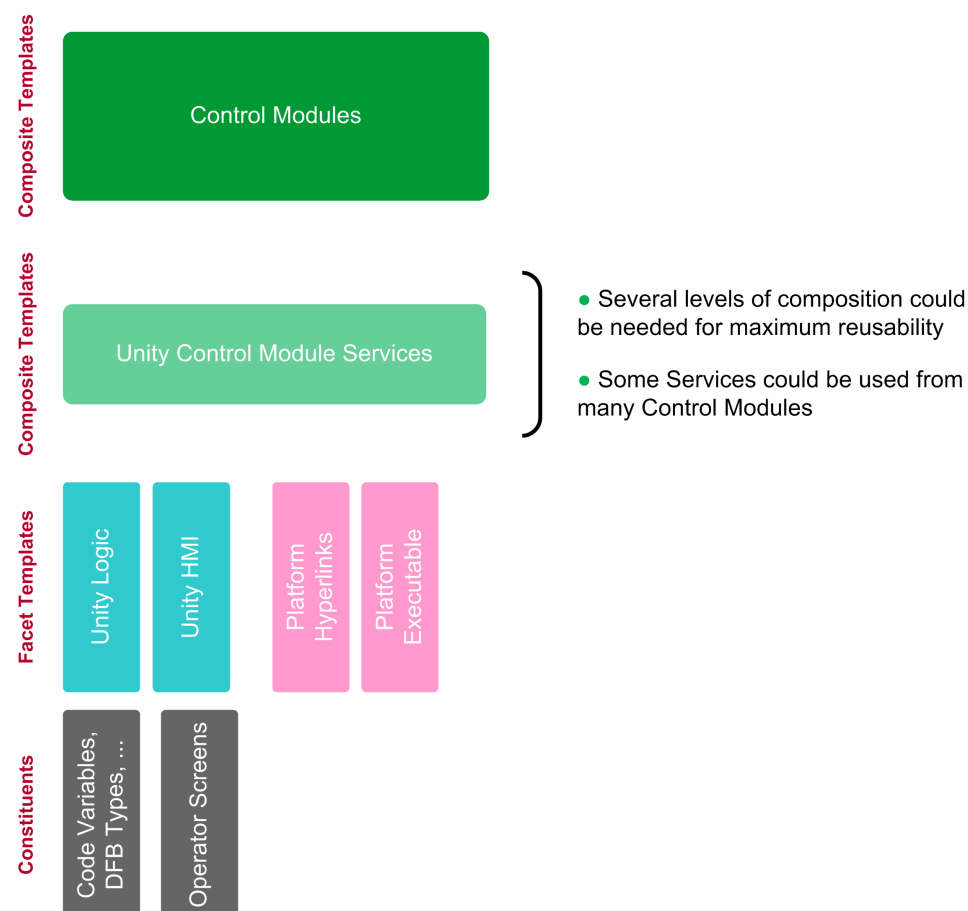 Composite Templates
Control Modules
Composite Templates
Unity Control Module Services
● Several levels of composition could
be needed for maximum reusability
● Some Services could be used from
many Control Modules
Facet Templates
Unity Logic
Unity HMI
Platform
Hyperlinks
Platform
Executable
Constituents
Code Variables,
DFB Types, ...
Operator Screens